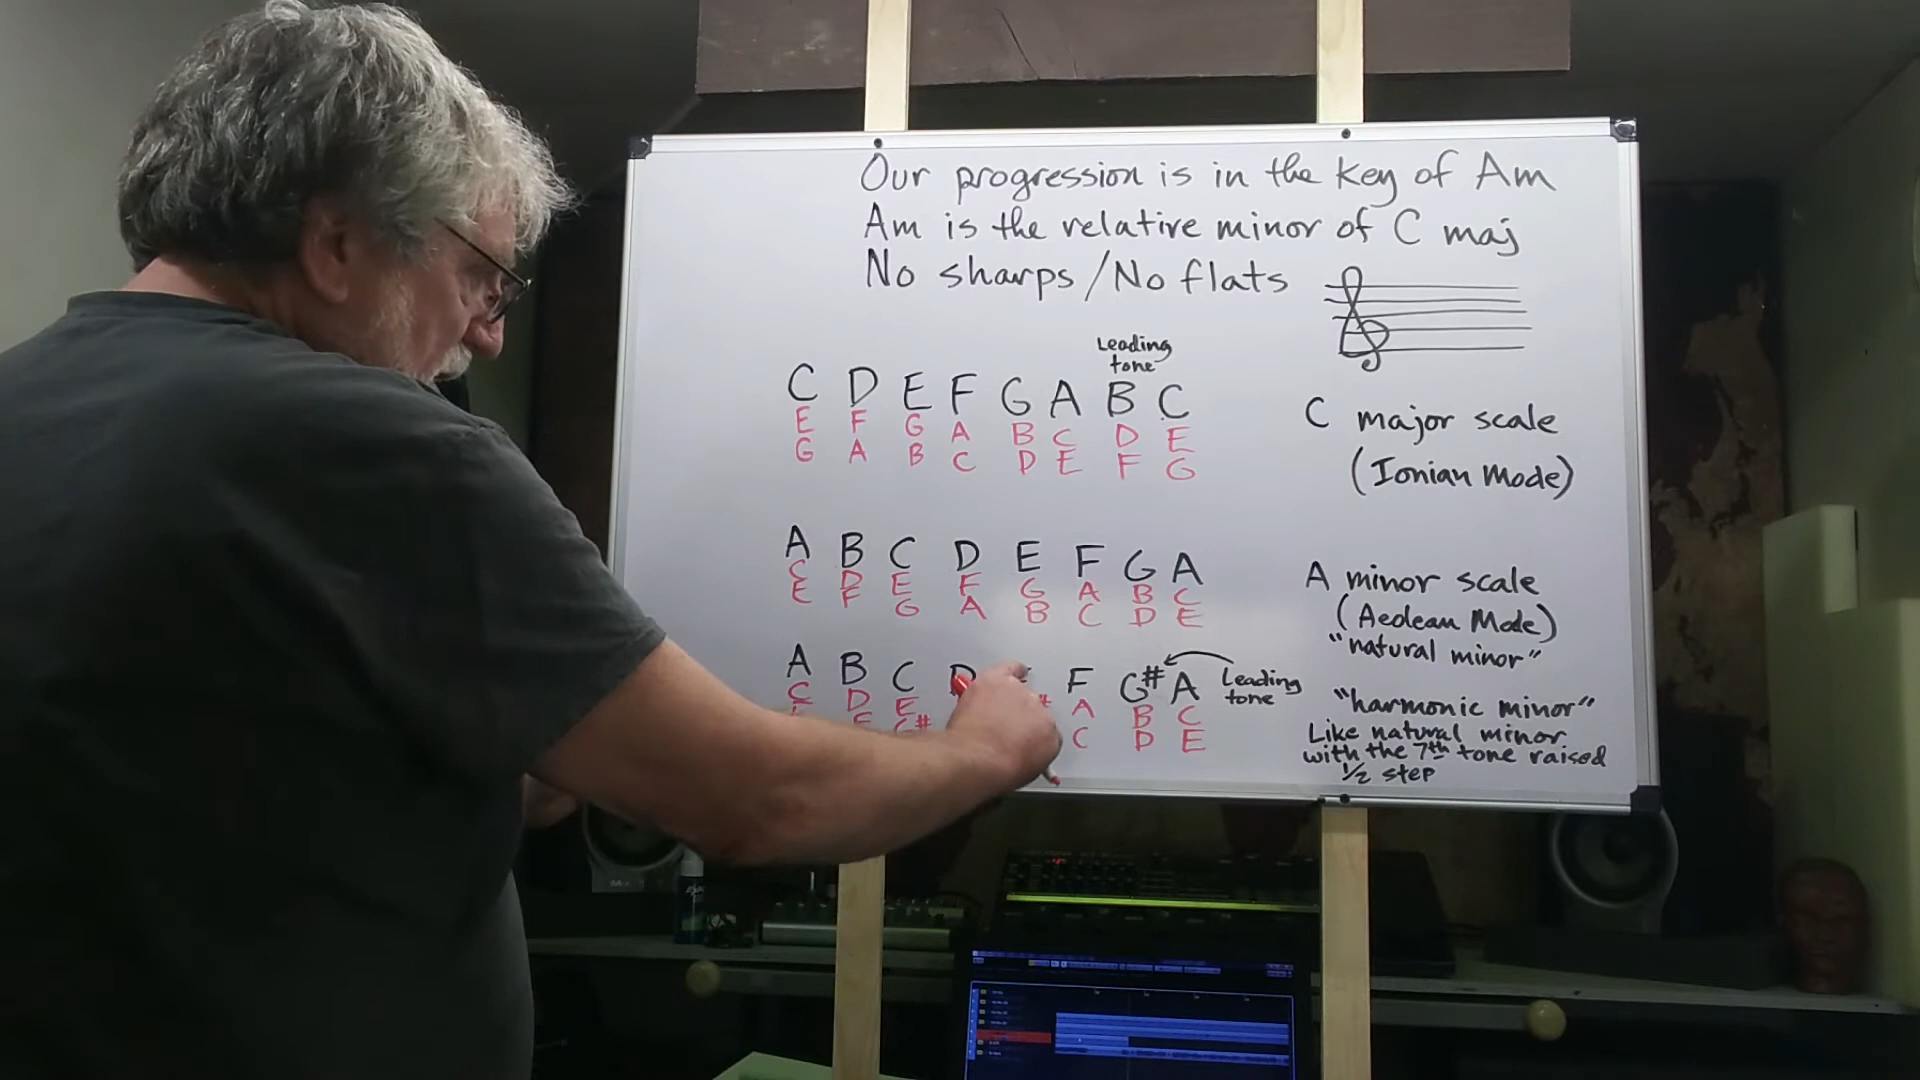 Our progression is in the key of Am
Am is the relative minor of C maj
No sharps / No flats
Leading
tone
C D E F G A B C
E F G A B C D E
G A B C D E F G
C major scale
(Ionian Mode)
A B C D E F G A
C D E F G A B C
E F G A B C D E
A minor scale
(Aeolean Mode)
"natural minor"
A B C D F G# A
C D E A B C
G# C D E
Leading
tone
"harmonic minor"
Like natural minor
with the 7th tone raised
1/2 step